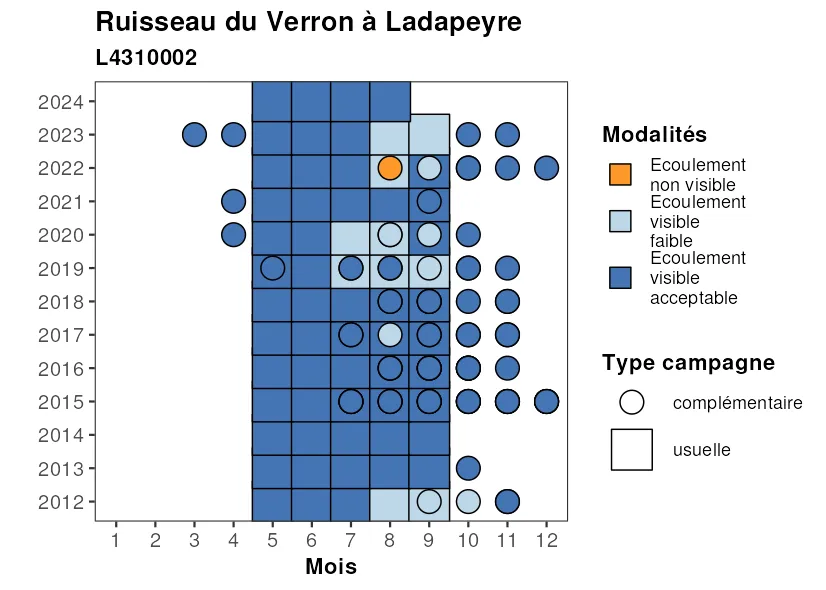 Ruisseau du Verron à Ladapeyre
L4310002
2024
2023
2022
2021
2020
2019
2018
2017
2016
2015
2014
2013
2012
1 2 3 4 5 6 7 8 9 10 11 12
Mois
Modalités
Ecoulement
non visible
Ecoulement
visible
faible
Ecoulement
visible
acceptable
Type campagne
complémentaire
usuelle